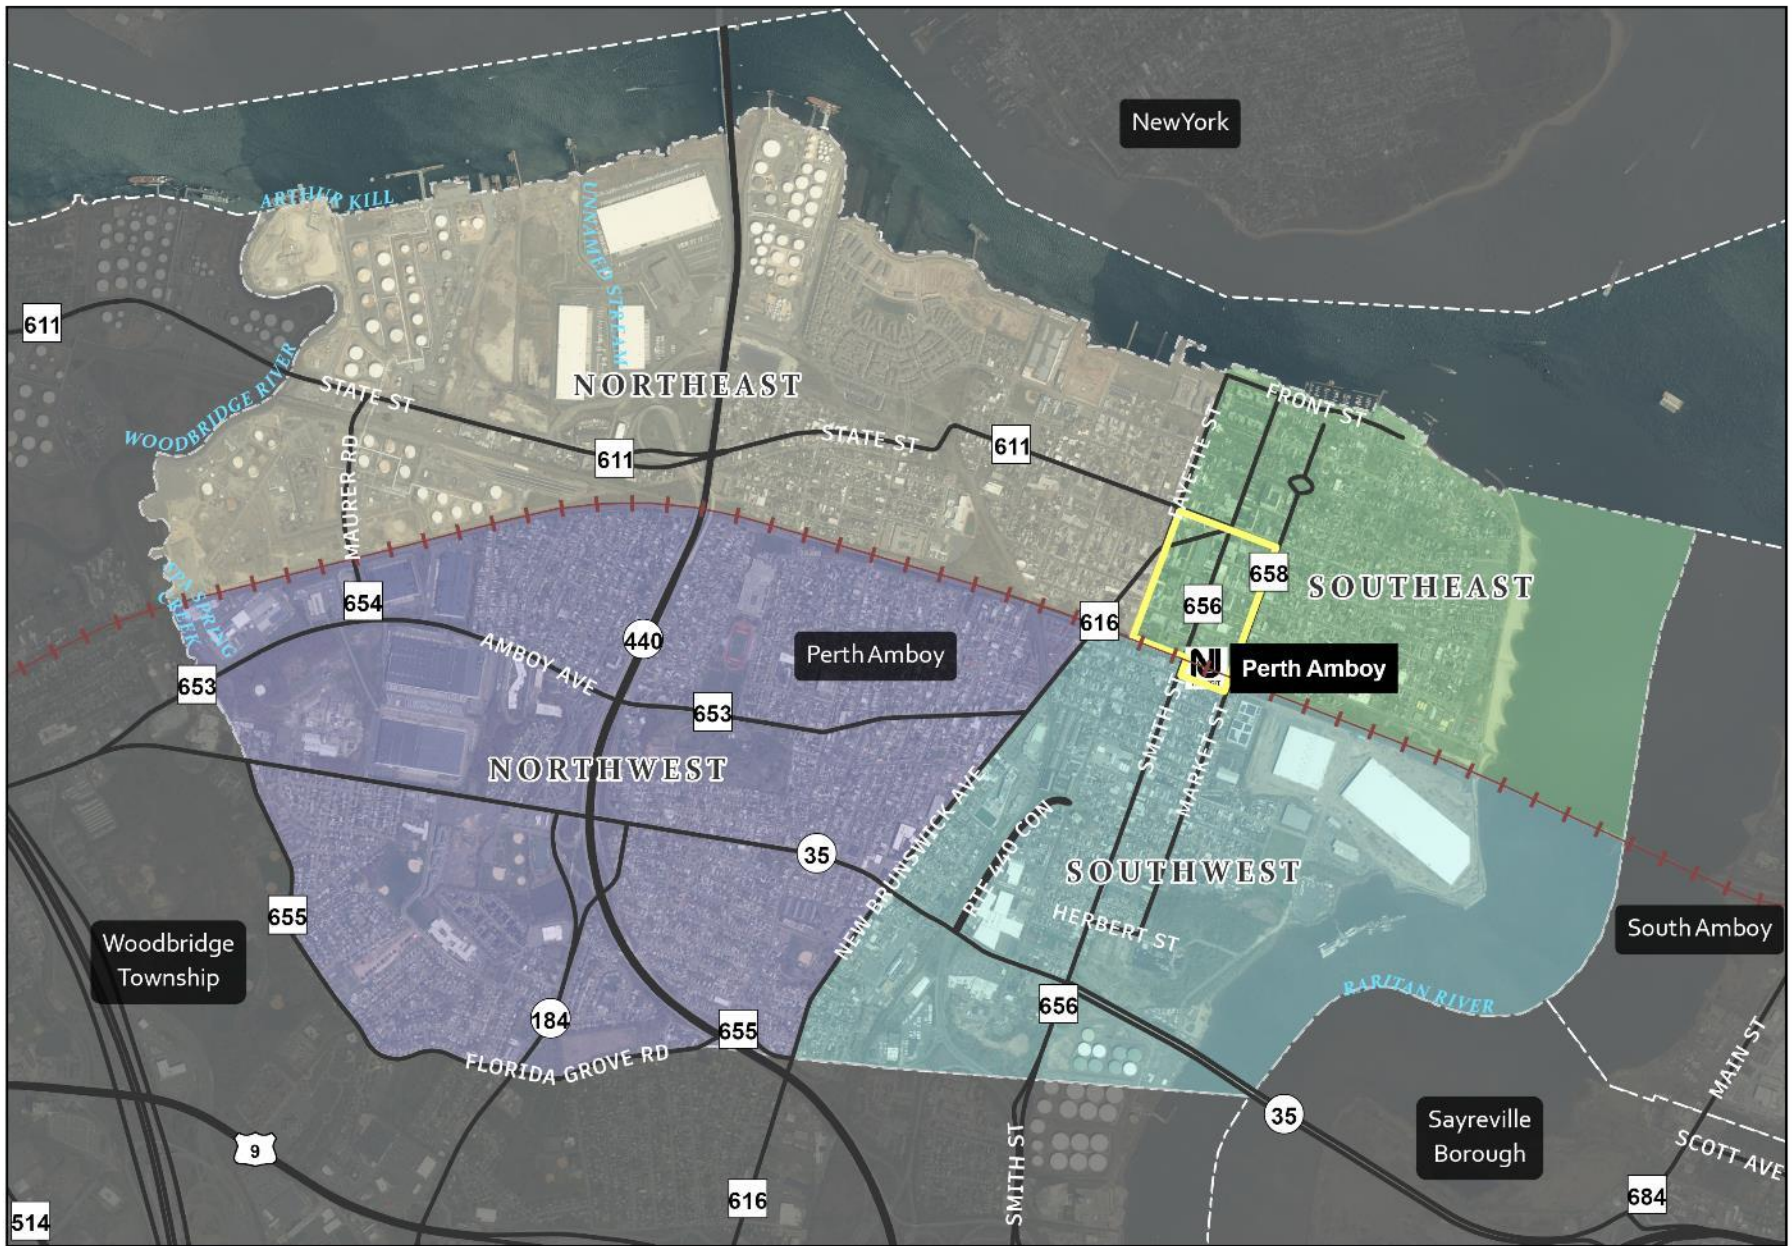 NewYork
ARTHUR KILL
UNNAMED STREAM
611
WOODBRIDGE RIVER
STATE ST
NORTHEAST
FRONT ST
MAURER RD
611
STATE ST
611
FAYETTE ST
SPA SPRING
CREEK
654
440
616
656
658
SOUTHEAST
653
AMBOY AVE
Perth Amboy
NJ
Perth Amboy
653
NORTHWEST
SMITH ST
MARKET ST
NEW BRUNSWICK AVE
RTE 440 CON
35
SOUTHWEST
HERBERT ST
655
Woodbridge
Township
South Amboy
RARITAN RIVER
184
655
656
FLORIDA GROVE RD
MAIN ST
9
35
Sayreville
Borough
SCOTT AVE
SMITH ST
514
616
684